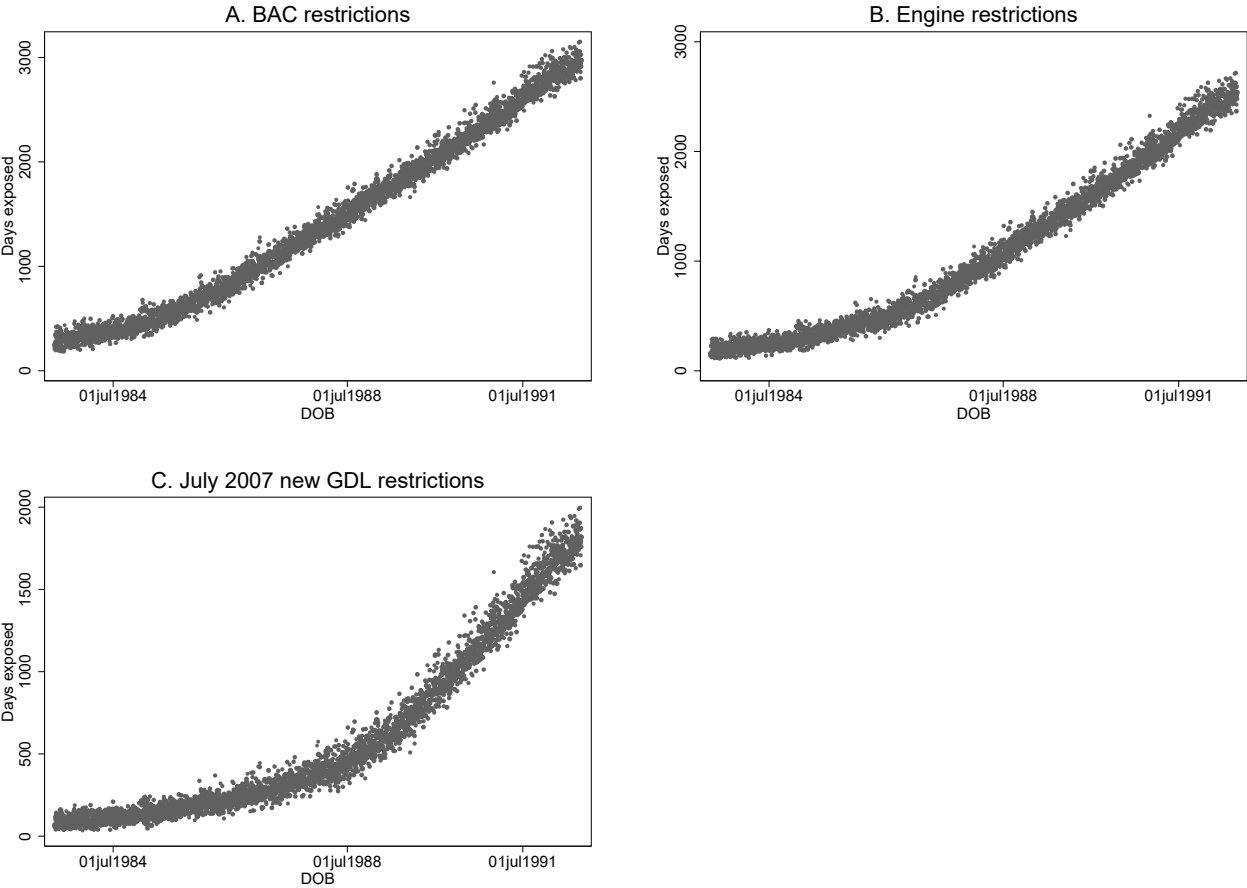 A. BAC restrictions
Days exposed
3000
2000
1000
0
01jul1984
01jul1988
01jul1991
DOB
B. Engine restrictions
Days exposed
3000
2000
1000
0
01jul1984
01jul1988
01jul1991
DOB
C. July 2007 new GDL restrictions
Days exposed
2000
1500
1000
500
0
01jul1984
01jul1988
01jul1991
DOB